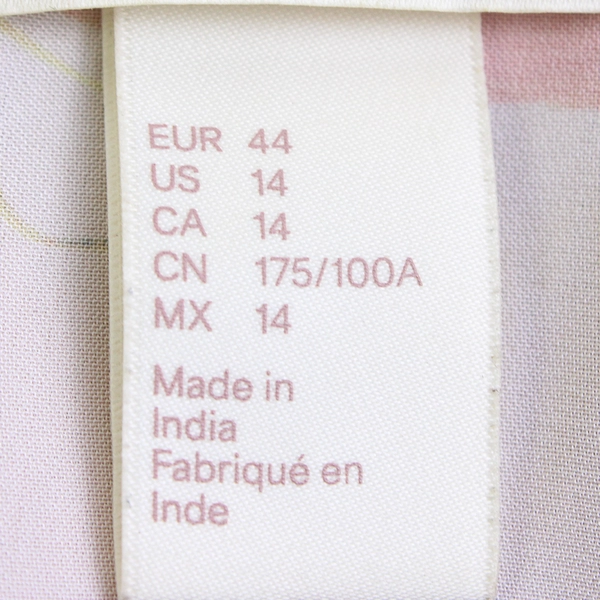 EUR 44
US 14
CA 14
CN 175/100A
MX 14
Made in
India
Fabriqué en
Inde